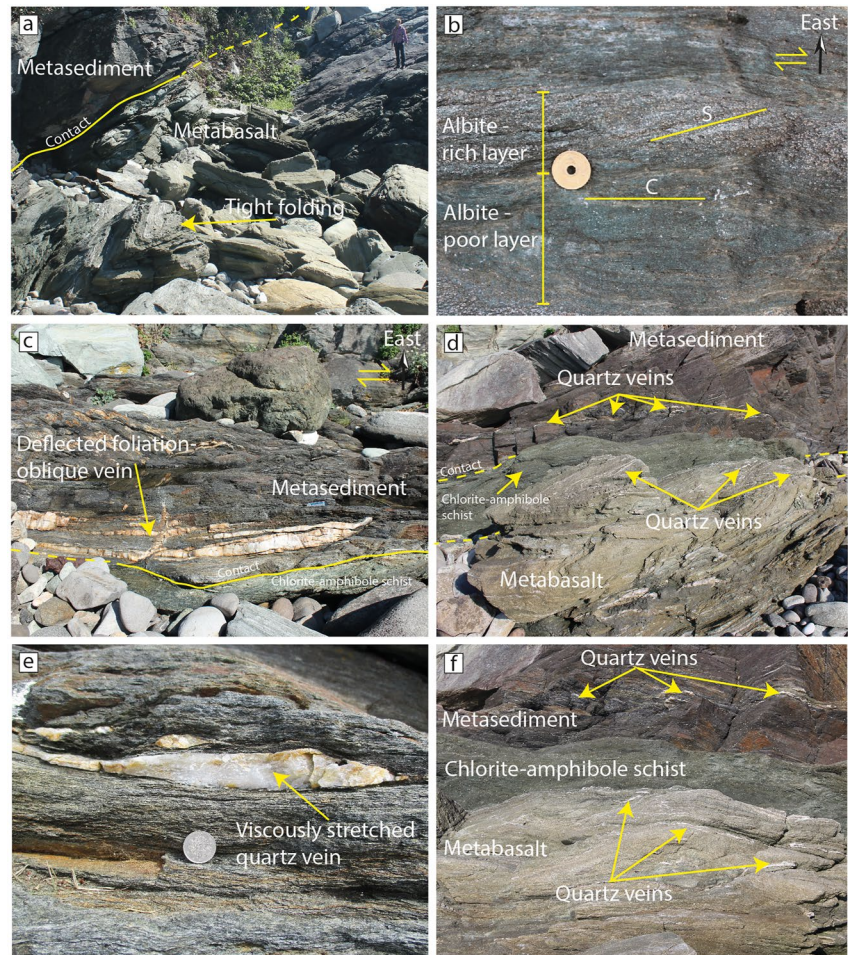 a
Metasediment
Contact
Metabasalt
Tight folding
b
East
S
Albite -
rich layer
C
Albite -
poor layer
c
East
Deflected foliation-
oblique vein
Metasediment
Contact
Chlorite-amphibole schist
d
Metasediment
Quartz veins
Contact
Chlorite-amphibole
schist
Quartz veins
Metabasalt
e
Viscously stretched
quartz vein
f
Quartz veins
Metasediment
Chlorite-amphibole schist
Metabasalt
Quartz veins